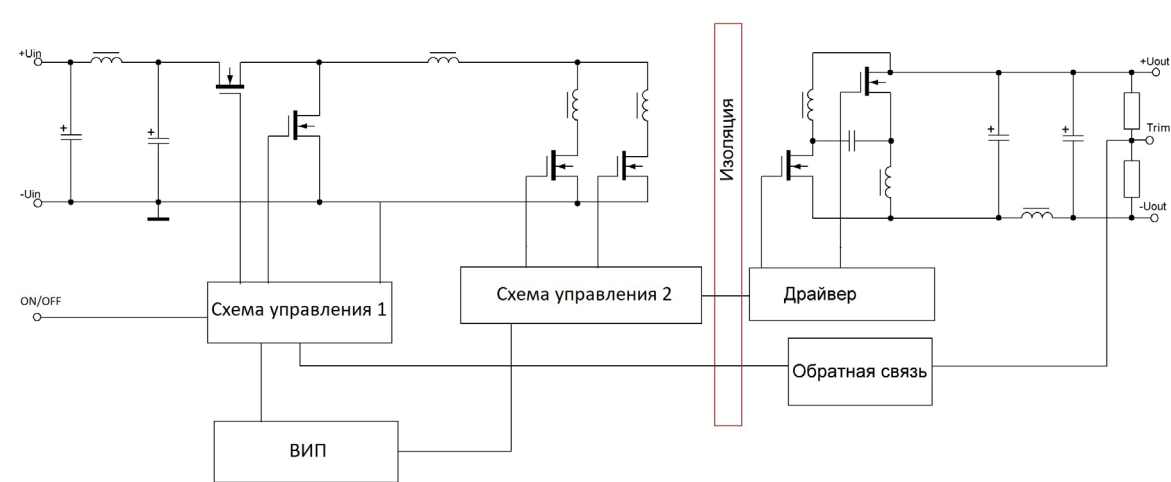 +Uin
-Uin
ON/OFF
Схема управления 1
ВИП
Схема управления 2
Изоляция
Драйвер
Обратная связь
+Uout
Trim
-Uout
+
+
+
+